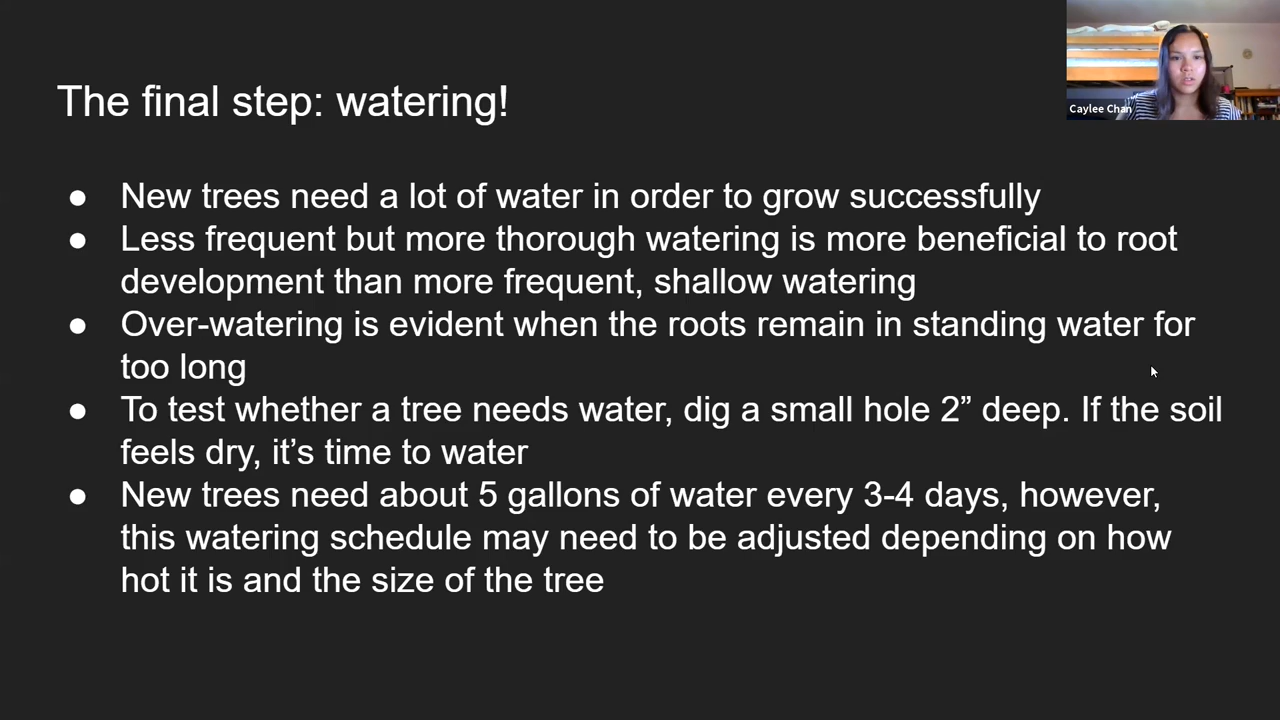 The final step: watering!
Caylee Chan
● New trees need a lot of water in order to grow successfully
● Less frequent but more thorough watering is more beneficial to root
development than more frequent, shallow watering
● Over-watering is evident when the roots remain in standing water for
too long
● To test whether a tree needs water, dig a small hole 2” deep. If the soil
feels dry, it’s time to water
● New trees need about 5 gallons of water every 3-4 days, however,
this watering schedule may need to be adjusted depending on how
hot it is and the size of the tree